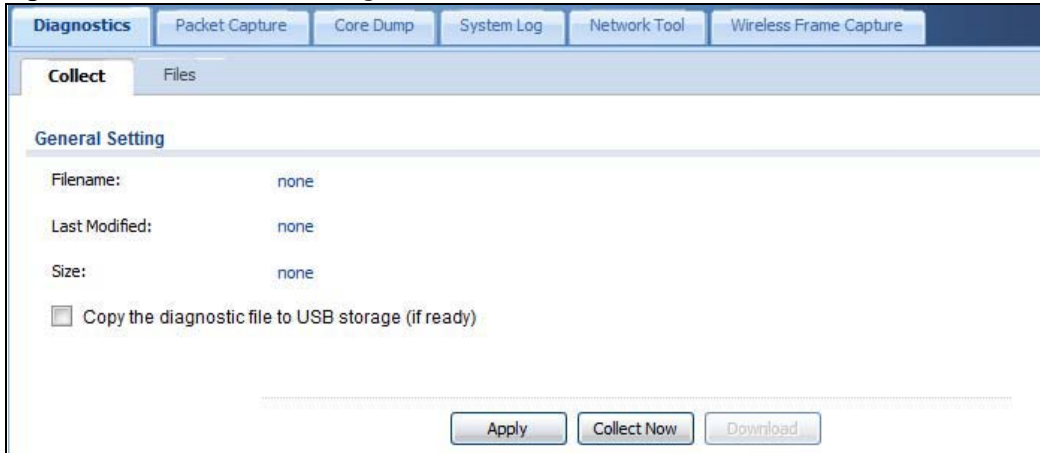 Diagnostics Packet Capture Core Dump System Log Network Tool Wireless Frame Capture
Collect Files
General Setting
Filename: none
Last Modified: none
Size: none
Copy the diagnostic file to USB storage (if ready)
Apply Collect Now Download